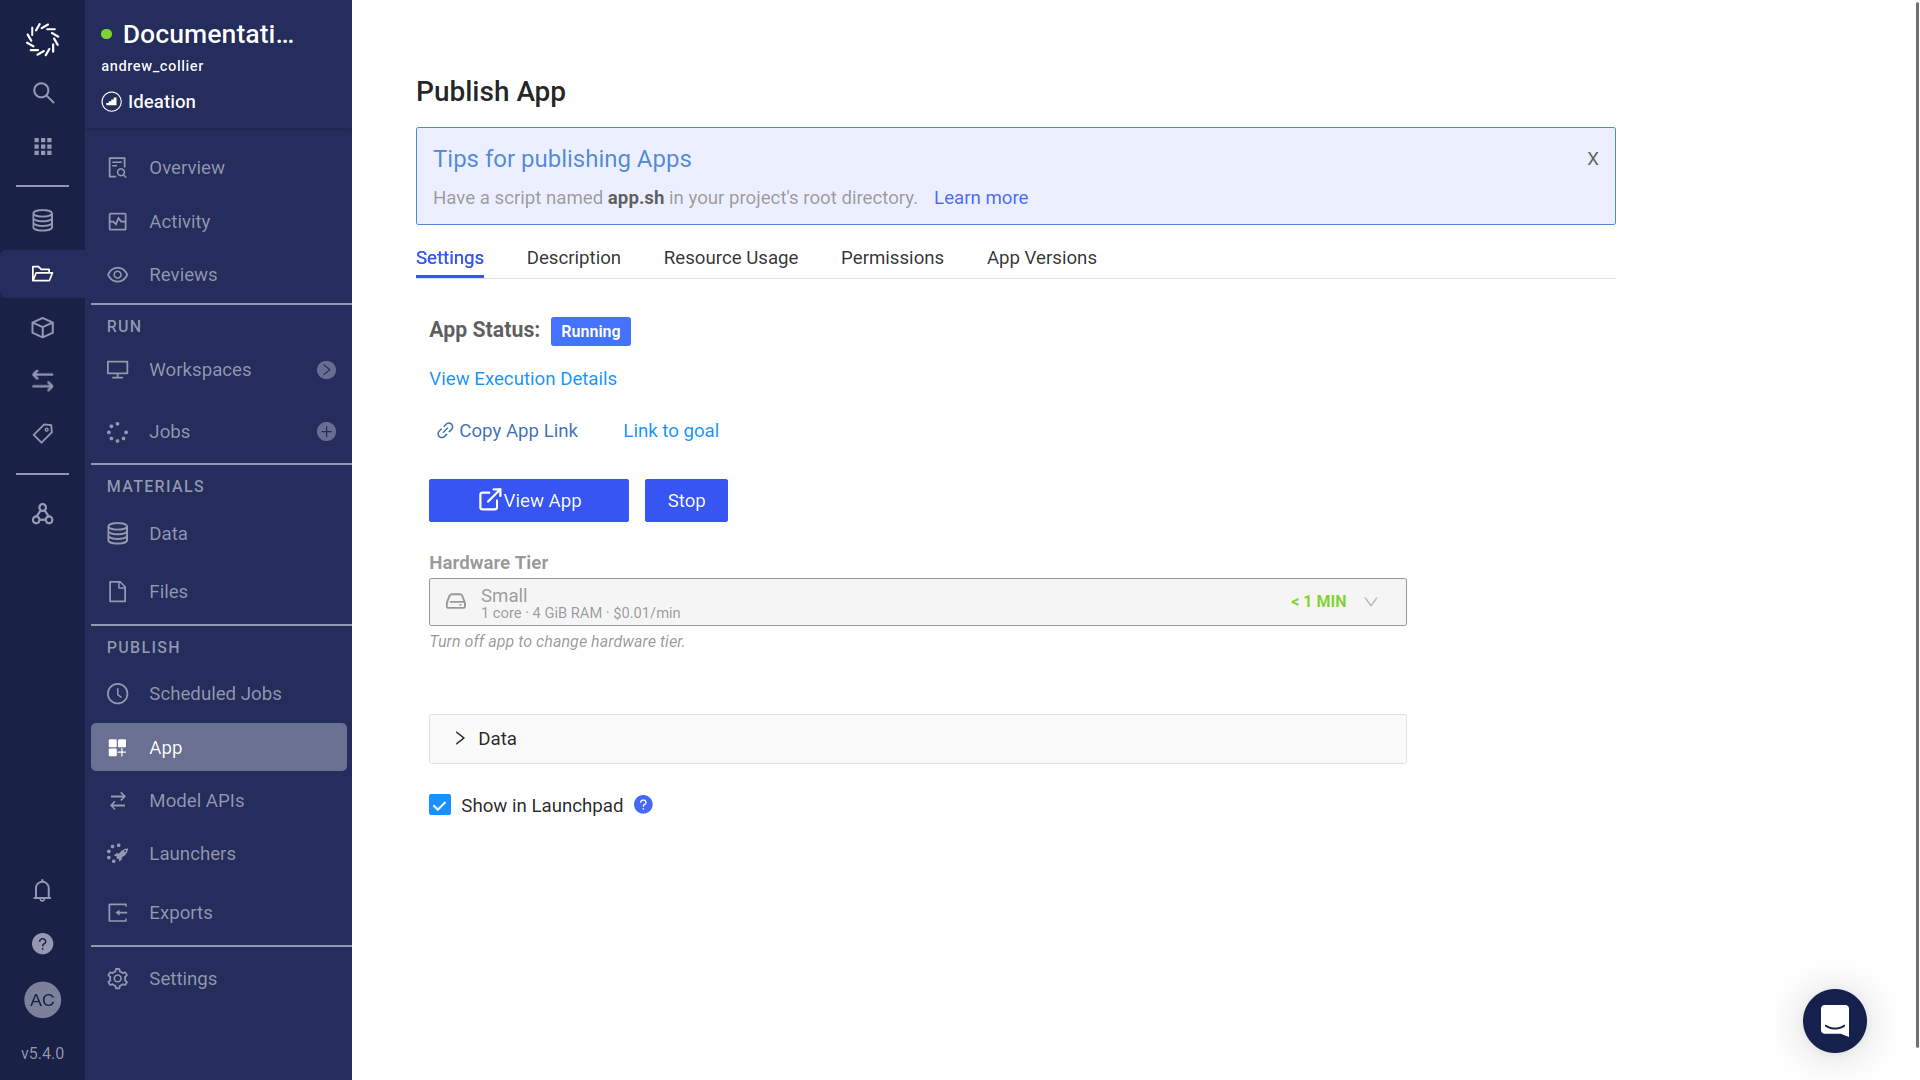 Documentati...
andrew_collier
Ideation
Overview
Activity
Reviews
RUN
Workspaces
Jobs
MATERIALS
Data
Files
PUBLISH
Scheduled Jobs
App
Model APIs
Launchers
Exports
Settings
?
AC
v5.4.0
Publish App
Tips for publishing Apps
X
Have a script named app.sh in your project's root directory. Learn more
Settings Description Resource Usage Permissions App Versions
App Status: Running
View Execution Details
Copy App Link Link to goal
View App Stop
Hardware Tier
Small
1 core · 4 GiB RAM · $0.01/min
< 1 MIN
Turn off app to change hardware tier.
Data
Show in Launchpad ?